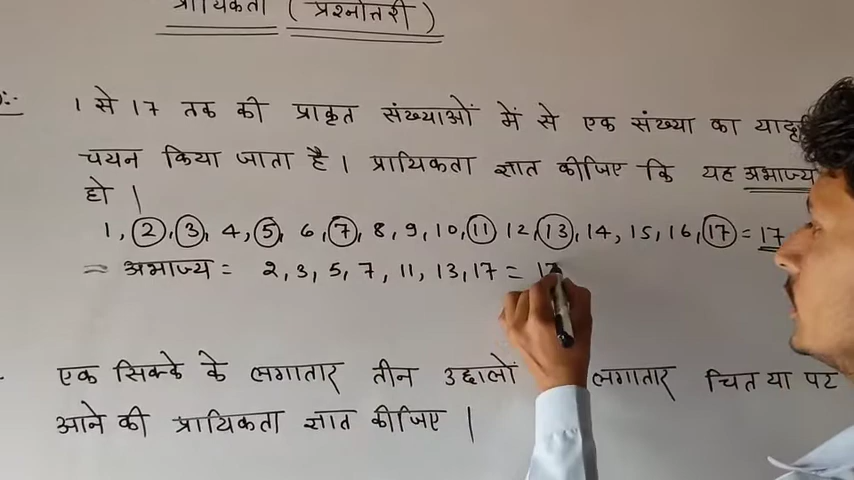 प्रायिकता ( प्रश्नोतरी )
1 से 17 तक की प्राकृत संख्याओं में से एक संख्या का
चयन किया जाता है । प्रायिकता ज्ञात कीजिए कि यह अभाज्य
हो ।
1, 2, 3, 4, 5, 6, 7, 8, 9, 10, 11 12, 13, 14, 15, 16, 17 = 17
= अभाज्य = 2, 3, 5, 7, 11, 13, 17 =
एक सिक्के के लगातार तीन उछालों लगातार चित या पट
आने की प्रायिकता ज्ञात कीजिए ।